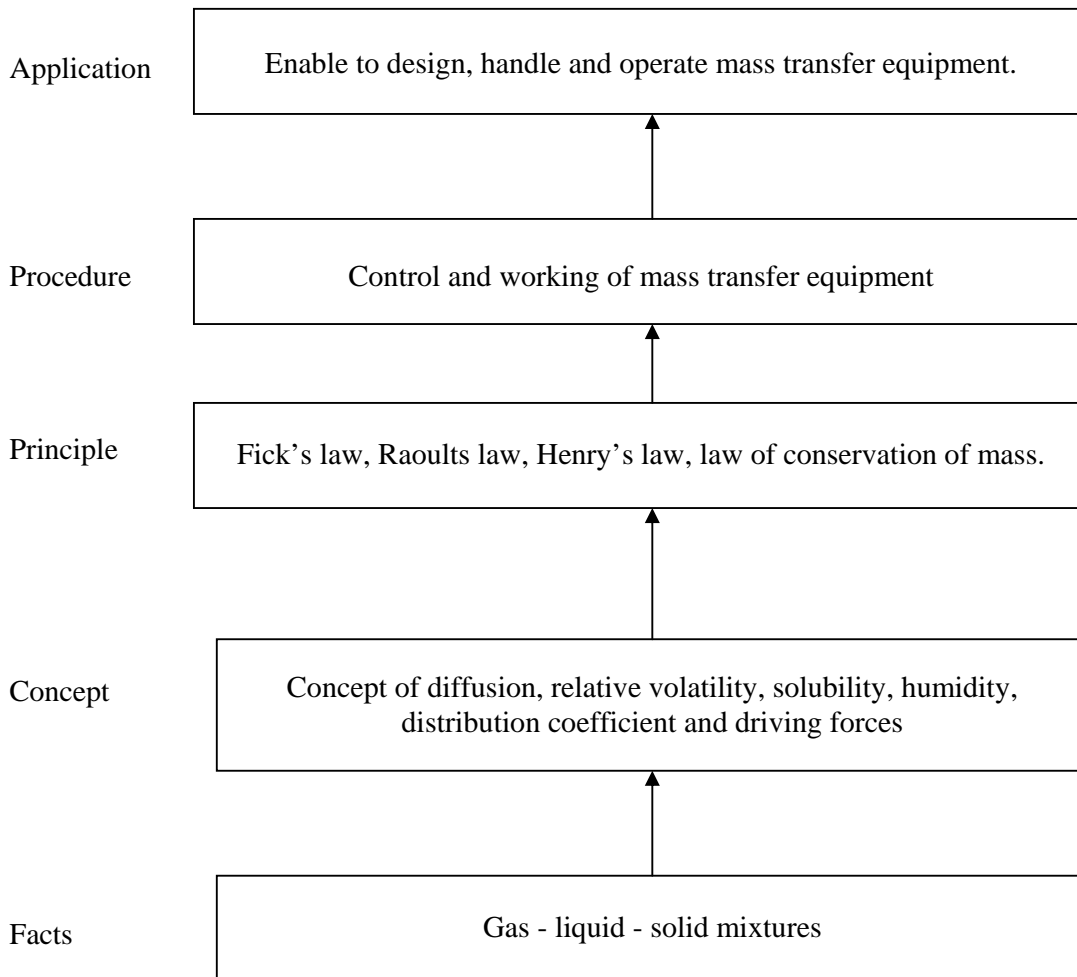 Application
Enable to design, handle and operate mass transfer equipment.
Procedure
Control and working of mass transfer equipment
Principle
Fick’s law, Raoults law, Henry’s law, law of conservation of mass.
Concept
Concept of diffusion, relative volatility, solubility, humidity,
distribution coefficient and driving forces
Facts
Gas - liquid - solid mixtures